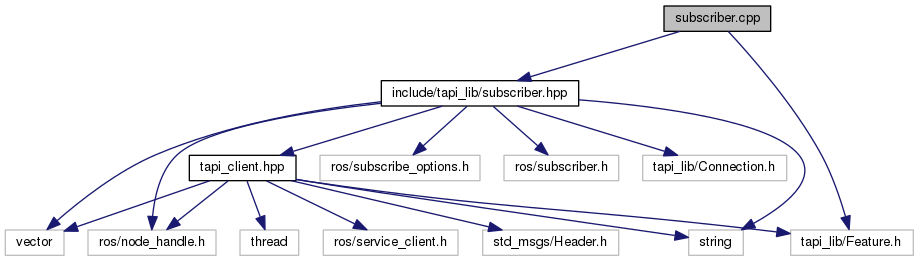 subscriber.cpp
include/tapi_lib/subscriber.hpp
tapi_client.hpp
ros/subscribe_options.h
ros/subscriber.h
tapi_lib/Connection.h
vector
ros/node_handle.h
thread
ros/service_client.h
std_msgs/Header.h
string
tapi_lib/Feature.h